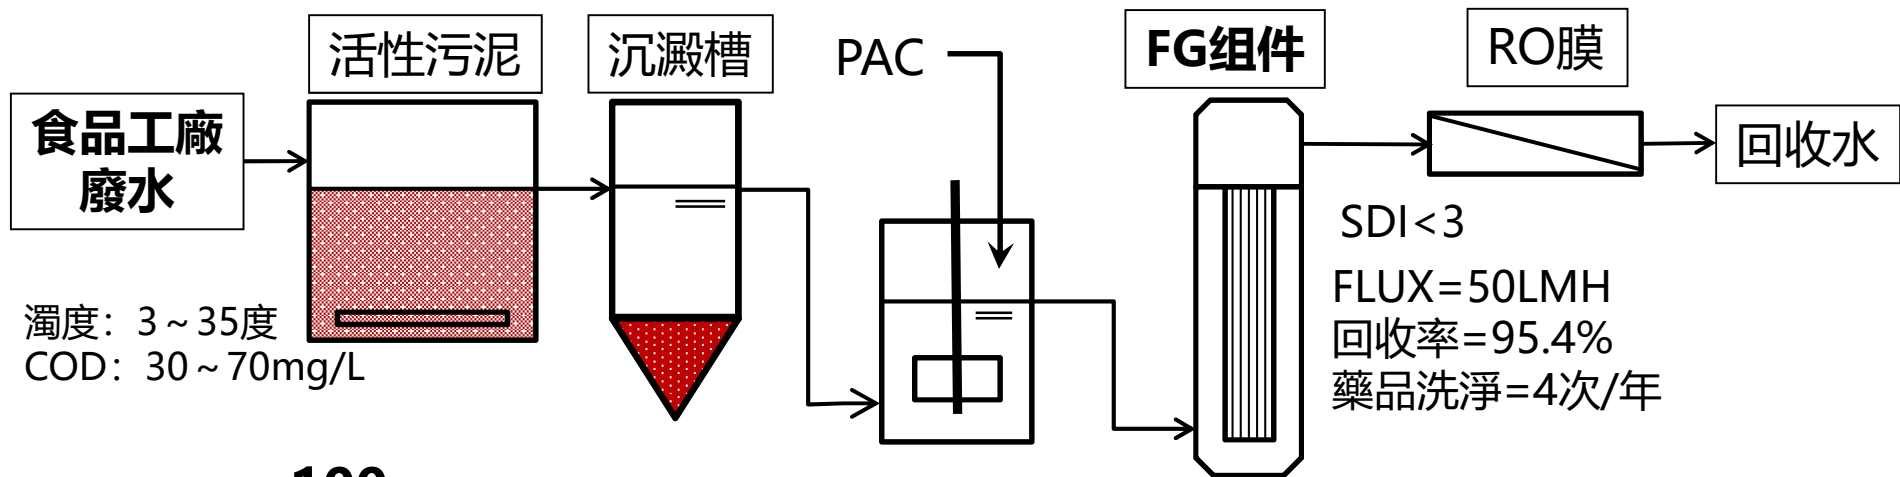 活性污泥
沉澱槽
PAC
FG组件
RO膜
食品工廠
廢水
回收水
SDI<3
濁度：3～35度
COD：30～70mg/L
FLUX=50LMH
回收率=95.4%
藥品洗淨=4次/年